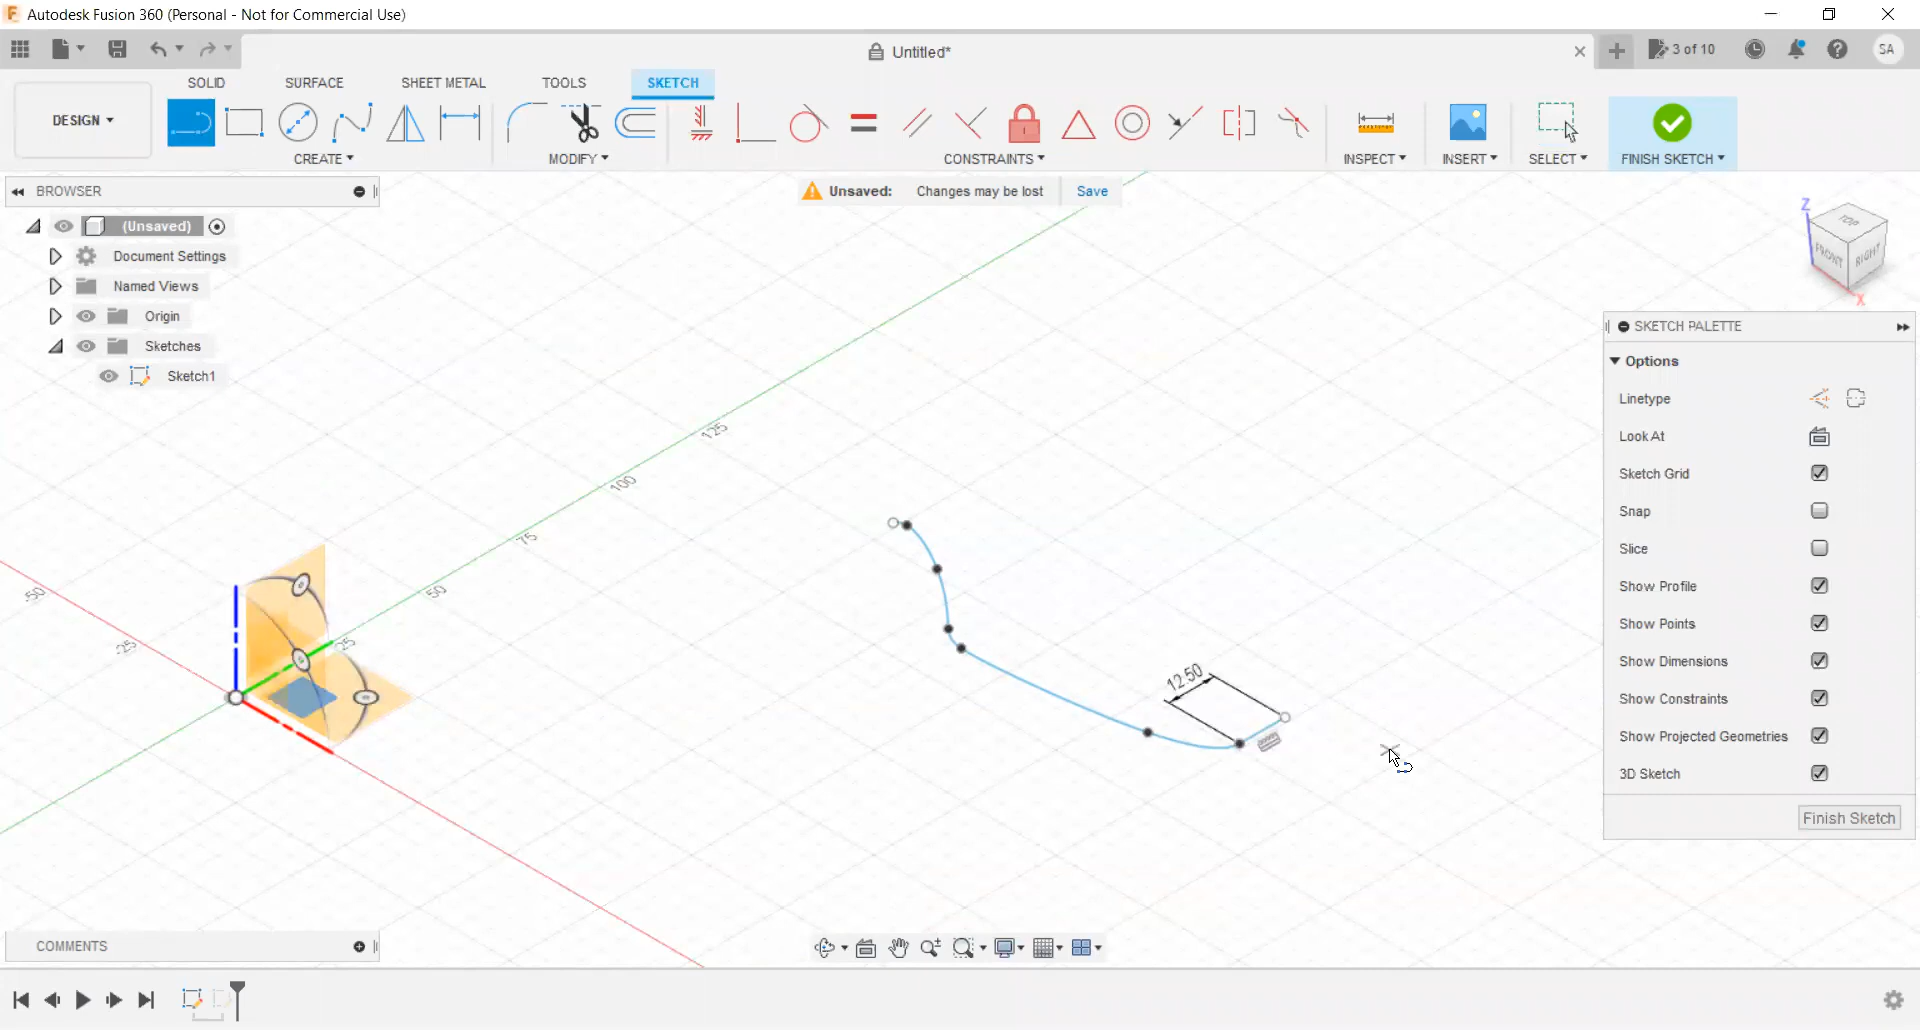 Autodesk Fusion 360 (Personal - Not for Commercial Use)
Untitled*
3 of 10
SA
DESIGN
SOLID
SURFACE
SHEET METAL
TOOLS
SKETCH
CREATE
MODIFY
CONSTRAINTS
INSPECT
INSERT
SELECT
FINISH SKETCH
BROWSER
(Unsaved)
Document Settings
Named Views
Origin
Sketches
Sketch1
Unsaved: Changes may be lost Save
Z
TOP
FRONT
RIGHT
X
125
100
75
50
25
-25
-50
12.50
SKETCH PALETTE
Options
Linetype
Look At
Sketch Grid
Snap
Slice
Show Profile
Show Points
Show Dimensions
Show Constraints
Show Projected Geometries
3D Sketch
Finish Sketch
COMMENTS